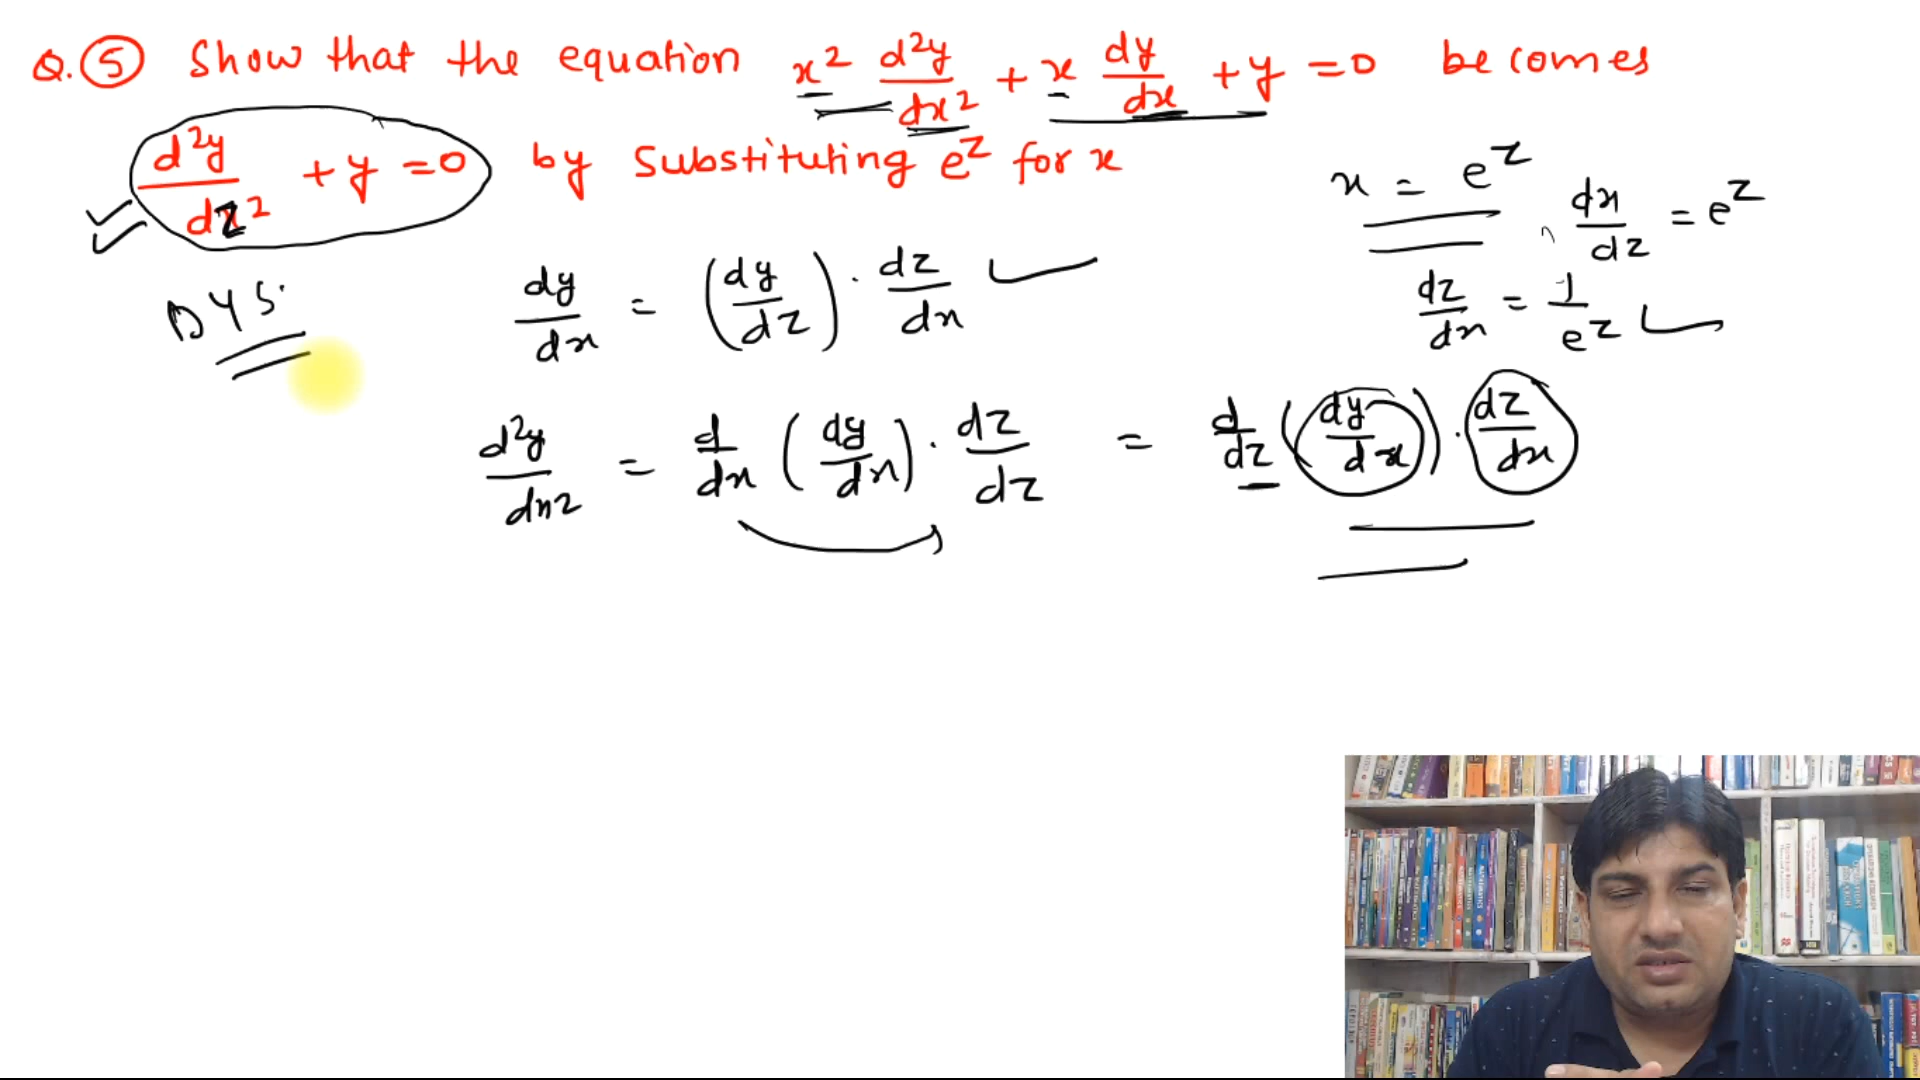 Q. ⑤ Show that the equation x² d²y/dx² + x dy/dx + y = 0 becomes
d²y/dz² + y = 0 by substituting e^z for x
x = e^z, dx/dz = e^z
dz/dx = 1/e^z
DYS.
dy/dx = (dy/dz) · dz/dx
d²y/dx² = d/dx (dy/dx) · dz/dz = d/dz (dy/dx) · dz/dx